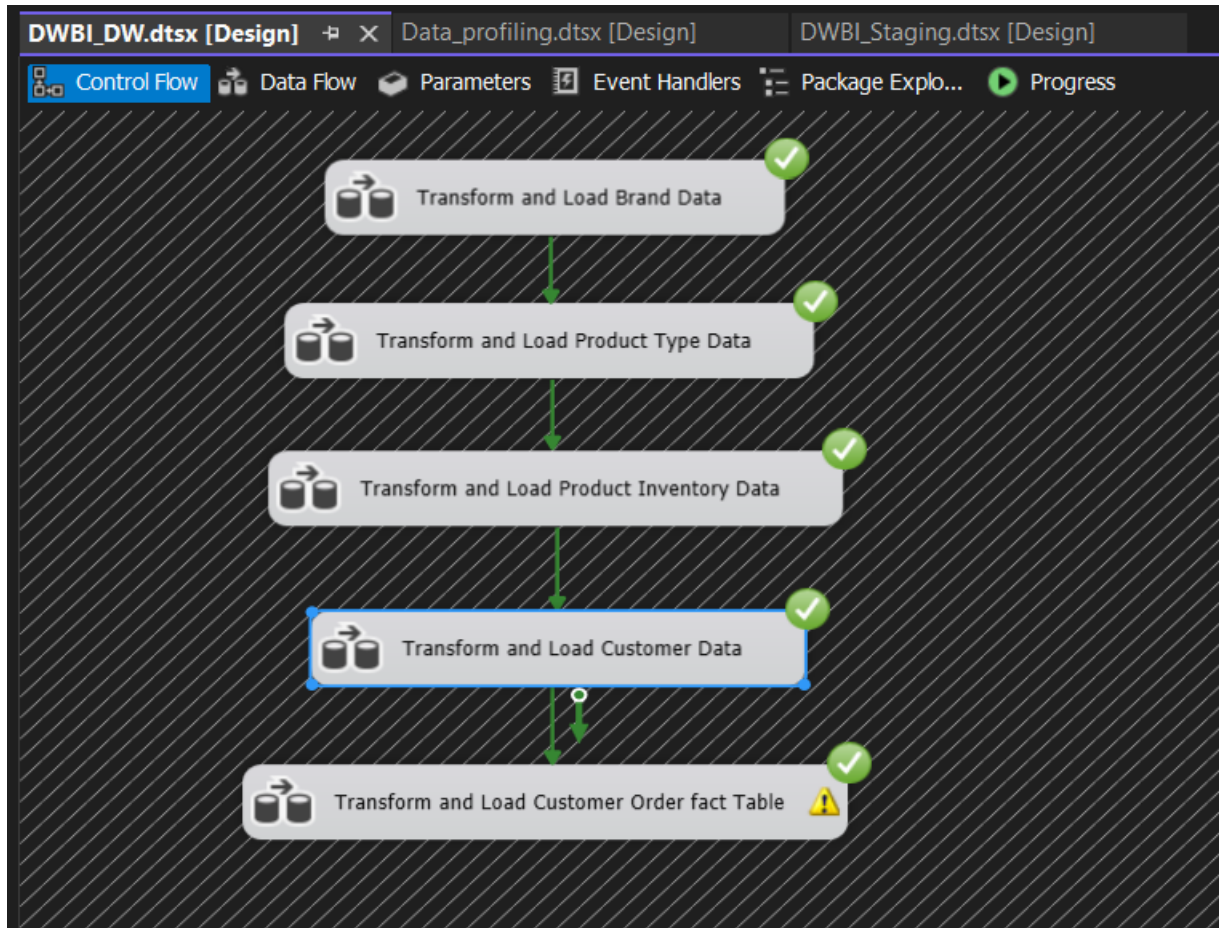 DWBI_DW.dtsx [Design] Data_profiling.dtsx [Design] DWBI_Staging.dtsx [Design]
Control Flow Data Flow Parameters Event Handlers Package Explo... Progress
Transform and Load Brand Data
Transform and Load Product Type Data
Transform and Load Product Inventory Data
Transform and Load Customer Data
Transform and Load Customer Order fact Table